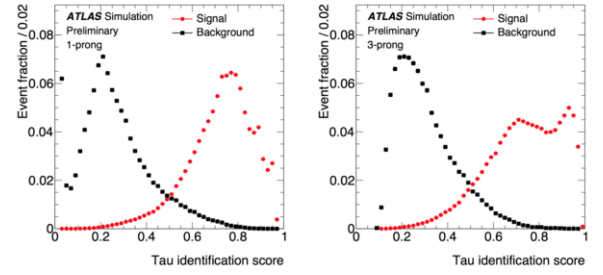 ATLAS Simulation
Preliminary
1-prong
Signal
Background
Event fraction / 0.02
0.08
0.06
0.04
0.02
0
0 0.2 0.4 0.6 0.8 1
Tau identification score
ATLAS Simulation
Preliminary
3-prong
Signal
Background
Event fraction / 0.02
0.08
0.06
0.04
0.02
0
0 0.2 0.4 0.6 0.8 1
Tau identification score